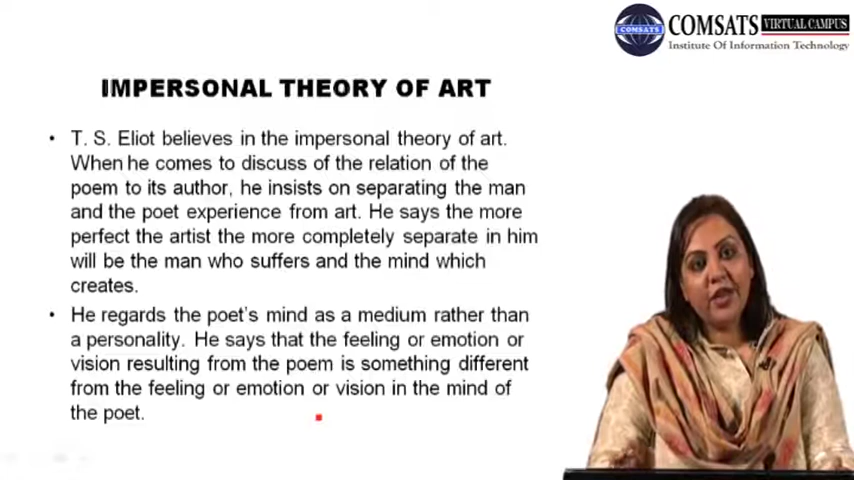 COMSATS
COMSATS VIRTUAL CAMPUS
Institute Of Information Technology
IMPERSONAL THEORY OF ART
• T. S. Eliot believes in the impersonal theory of art.
When he comes to discuss of the relation of the
poem to its author, he insists on separating the man
and the poet experience from art. He says the more
perfect the artist the more completely separate in him
will be the man who suffers and the mind which
creates.
• He regards the poet's mind as a medium rather than
a personality. He says that the feeling or emotion or
vision resulting from the poem is something different
from the feeling or emotion or vision in the mind of
the poet.